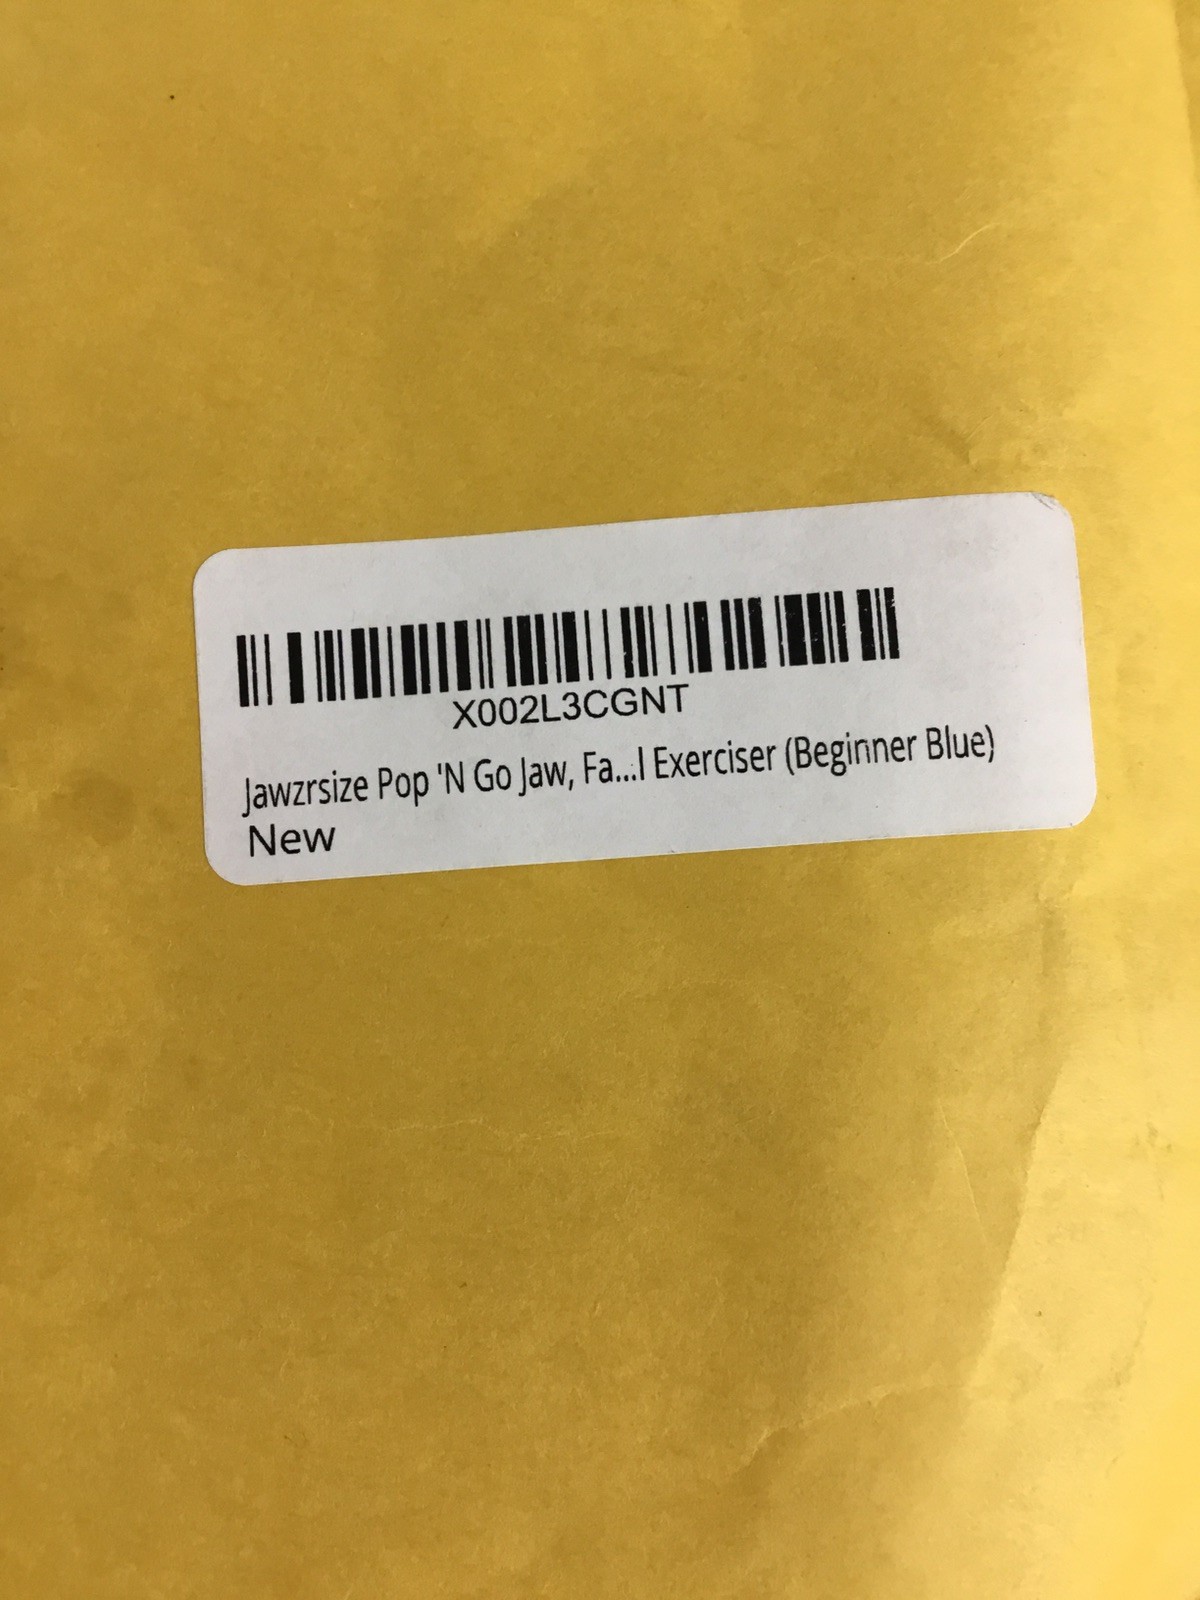 X002L3CGNT
Jawzrsize Pop 'N Go Jaw, Fa...l Exerciser (Beginner Blue)
New